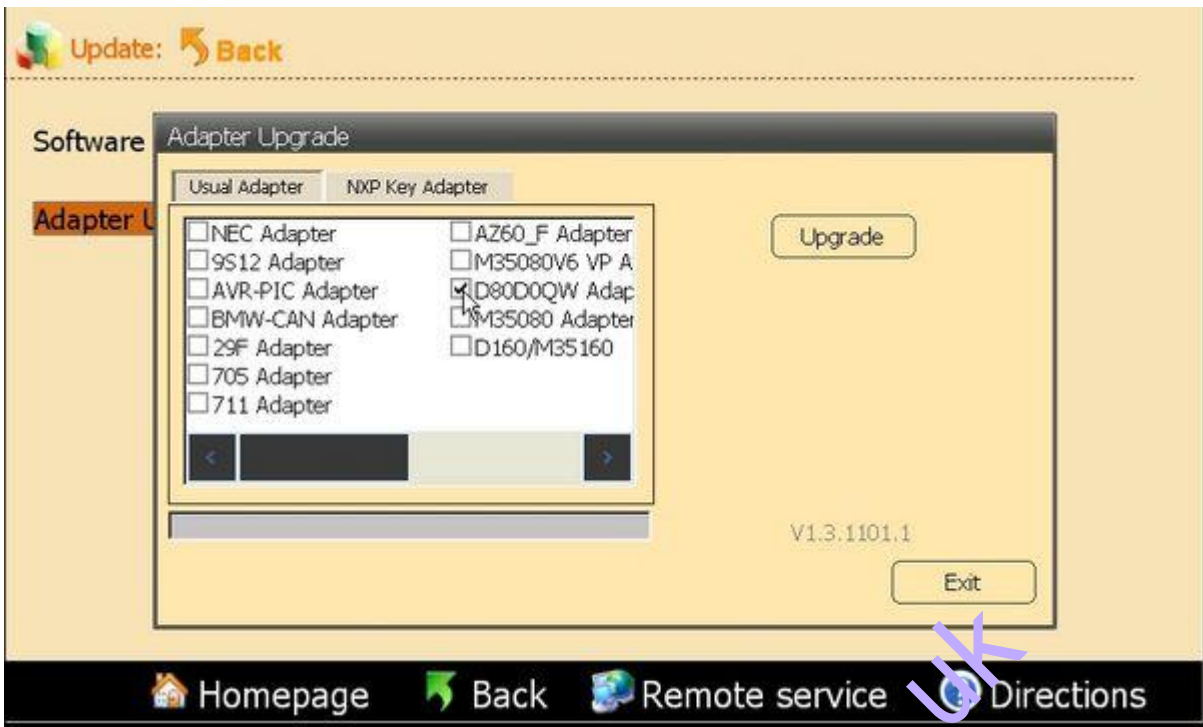 Update: Back
Software
Adapter Upgrade
Usual Adapter NXP Key Adapter
Adapter U
NEC Adapter AZ60_F Adapter
9S12 Adapter M35080V6 VP A
AVR-PIC Adapter D80D0QW Adap
BMW-CAN Adapter M35080 Adapter
29F Adapter D160/M35160
705 Adapter
711 Adapter
Upgrade
V1.3.1101.1
Exit
Homepage Back Remote service Directions
UK